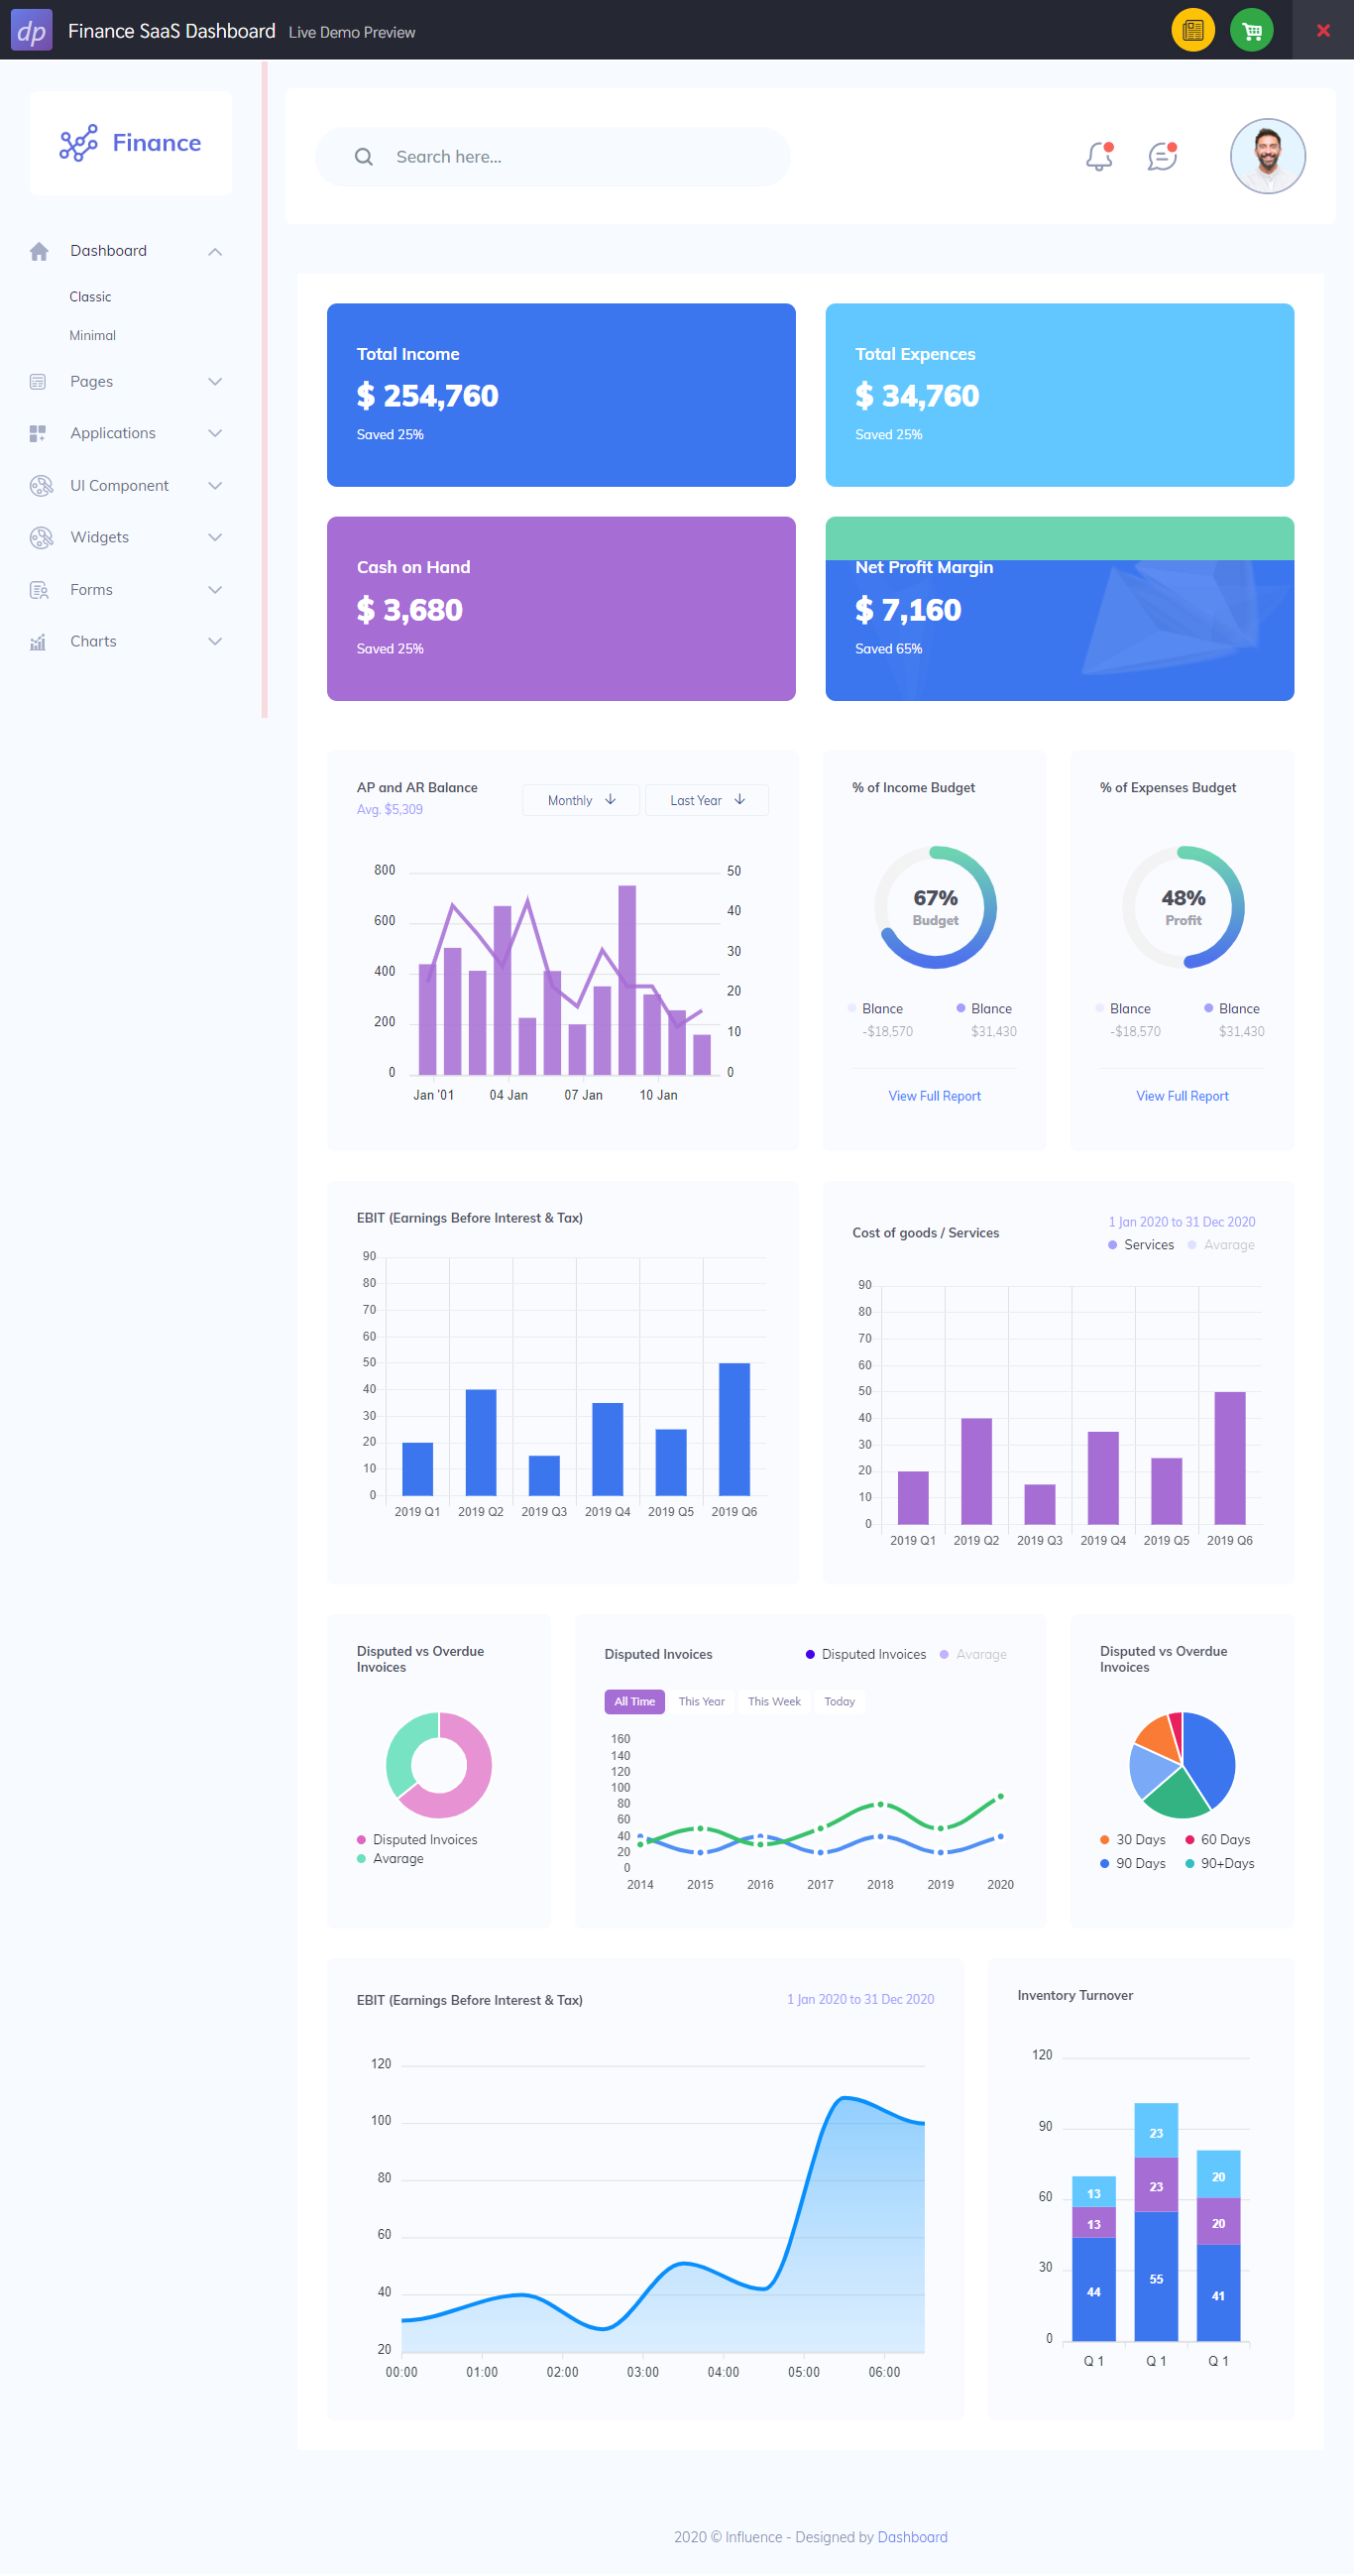 dp Finance SaaS Dashboard Live Demo Preview
Finance
Search here...
Dashboard
Classic
Minimal
Pages
Applications
UI Component
Widgets
Forms
Charts
Total Income
$ 254,760
Saved 25%
Total Expences
$ 34,760
Saved 25%
Cash on Hand
$ 3,680
Saved 25%
Net Profit Margin
$ 7,160
Saved 65%
AP and AR Balance
Avg. $5,309
Monthly
Last Year
800
600
400
200
0
50
40
30
20
10
0
Jan '01 04 Jan 07 Jan 10 Jan
% of Income Budget
67%
Budget
Blance Blance
-$18,570 $31,430
View Full Report
% of Expenses Budget
48%
Profit
Blance Blance
-$18,570 $31,430
View Full Report
EBIT (Earnings Before Interest & Tax)
90
80
70
60
50
40
30
20
10
0
2019 Q1 2019 Q2 2019 Q3 2019 Q4 2019 Q5 2019 Q6
Cost of goods / Services
1 Jan 2020 to 31 Dec 2020
Services Avarage
90
80
70
60
50
40
30
20
10
0
2019 Q1 2019 Q2 2019 Q3 2019 Q4 2019 Q5 2019 Q6
Disputed vs Overdue
Invoices
Disputed Invoices
Avarage
Disputed Invoices
Disputed Invoices Avarage
All Time This Year This Week Today
160
140
120
100
80
60
40
20
0
2014 2015 2016 2017 2018 2019 2020
Disputed vs Overdue
Invoices
30 Days 60 Days
90 Days 90+Days
EBIT (Earnings Before Interest & Tax)
1 Jan 2020 to 31 Dec 2020
120
100
80
60
40
20
00:00 01:00 02:00 03:00 04:00 05:00 06:00
Inventory Turnover
120
90
60
30
0
13
13
44
23
23
55
20
20
41
Q 1 Q 1 Q 1
2020 © Influence - Designed by Dashboard